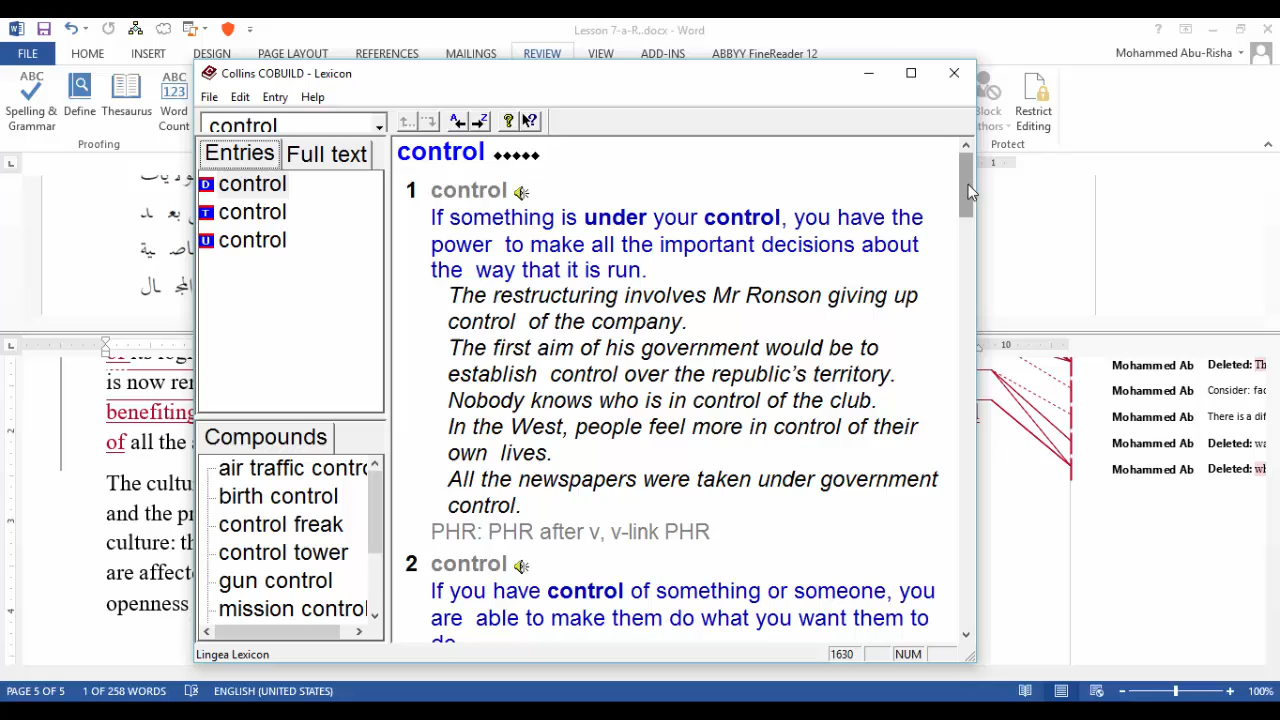 Lesson 7-a-R..docx - Word
FILE HOME INSERT DESIGN PAGE LAYOUT REFERENCES MAILINGS REVIEW VIEW ADD-INS ABBYY FineReader 12 Mohammed Abu-Risha
ABC
Spelling &
Grammar
Define
Thesaurus
ABC
123
Word
Count
Proofing
Block
Authors
Restrict
Editing
Protect
Collins COBUILD - Lexicon
File Edit Entry Help
control
Entries Full text
D control
T control
U control
Compounds
air traffic contro
birth control
control freak
control tower
gun control
mission control
control
1 control
If something is under your control, you have the
power to make all the important decisions about
the way that it is run.
The restructuring involves Mr Ronson giving up
control of the company.
The first aim of his government would be to
establish control over the republic's territory.
Nobody knows who is in control of the club.
In the West, people feel more in control of their
own lives.
All the newspapers were taken under government
control.
PHR: PHR after v, v-link PHR
2 control
If you have control of something or someone, you
are able to make them do what you want them to
do
Lingea Lexicon 1630 NUM
is now
benefiting
of all the
The cultu
and the p
culture: th
are affecte
openness
Mohammed Ab Deleted: Th
Mohammed Ab Consider: fac
Mohammed Ab There is a dif
Mohammed Ab Deleted: wa
Mohammed Ab Deleted: wh
PAGE 5 OF 5 1 OF 258 WORDS ENGLISH (UNITED STATES) 100%